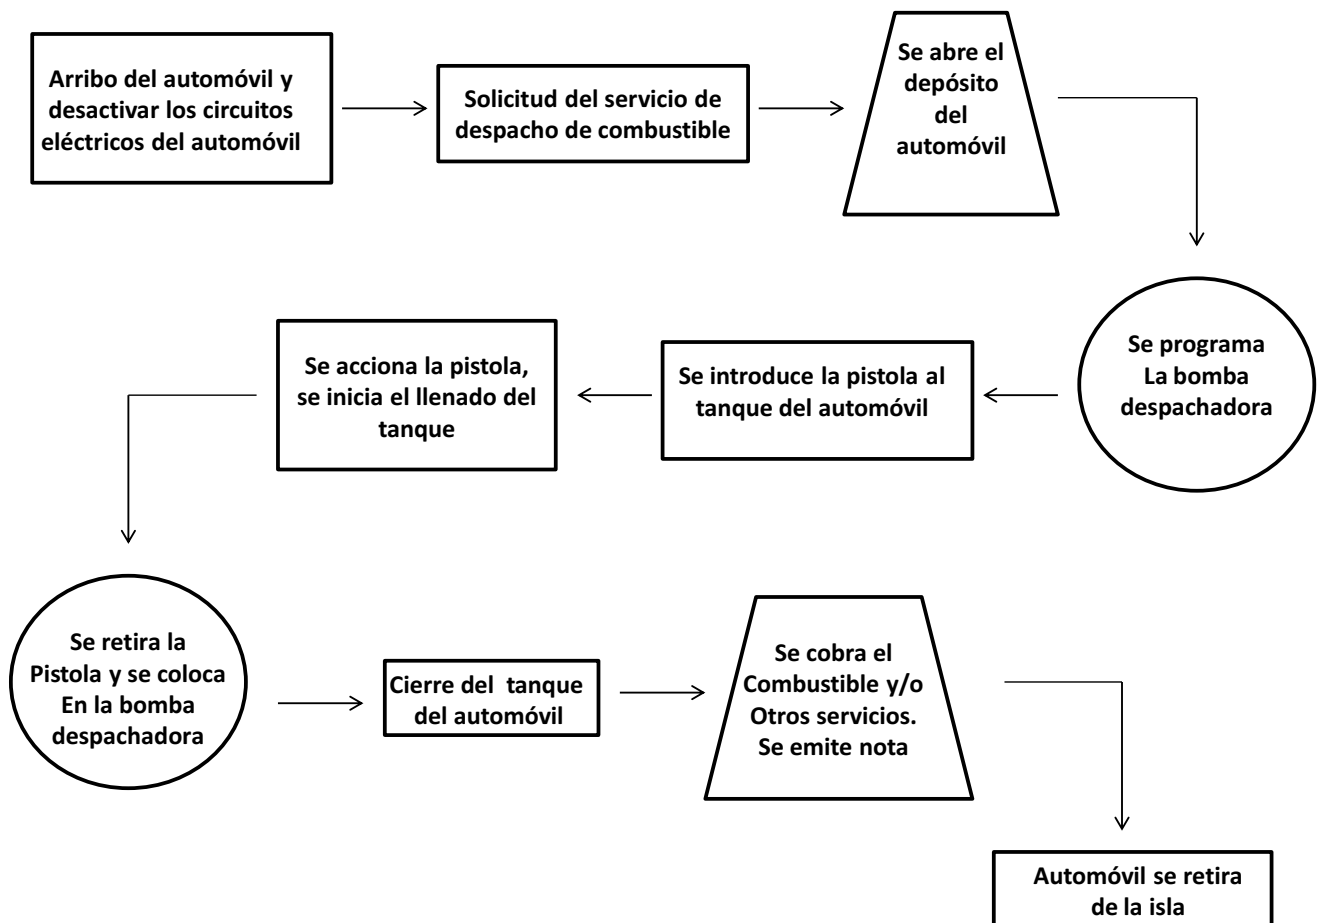 Arribo del automóvil y
desactivar los circuitos
eléctricos del automóvil
Solicitud del servicio de
despacho de combustible
Se abre el
depósito
del
automóvil
Se programa
La bomba
despachadora
Se introduce la pistola al
tanque del automóvil
Se acciona la pistola,
se inicia el llenado del
tanque
Se retira la
Pistola y se coloca
En la bomba
despachadora
Cierre del tanque
del automóvil
Se cobra el
Combustible y/o
Otros servicios.
Se emite nota
Automóvil se retira
de la isla